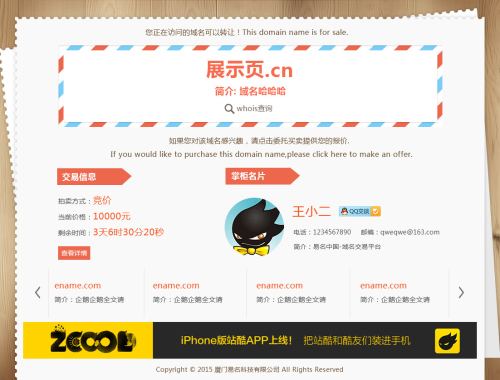 您正在访问的域名可以转让！This domain name is for sale.
展示页.cn
简介: 域名哈哈哈
whois查询
如果您对该域名感兴趣，请点击委托买卖提供您的报价.
If you would like to purchase this domain name,please click here to make an offer.
交易信息
掌柜名片
拍卖方式：竞价
当前价格：10000元
剩余时间：3天6时30分20秒
查看详情
王小二 QQ交谈
电话：1234567890 邮箱：qweqwe@163.com
简介：易名中国-域名交易平台
ename.com ename.com ename.com ename.com
简介：企鹅企鹅全文请 简介：企鹅企鹅全文请 简介：企鹅企鹅全文请 简介：企鹅企鹅全文请
ZCOOL iPhone版站酷APP上线！ 把站酷和酷友们装进手机
Copyright © 2015 厦门易名科技有限公司 All Rights Reserved